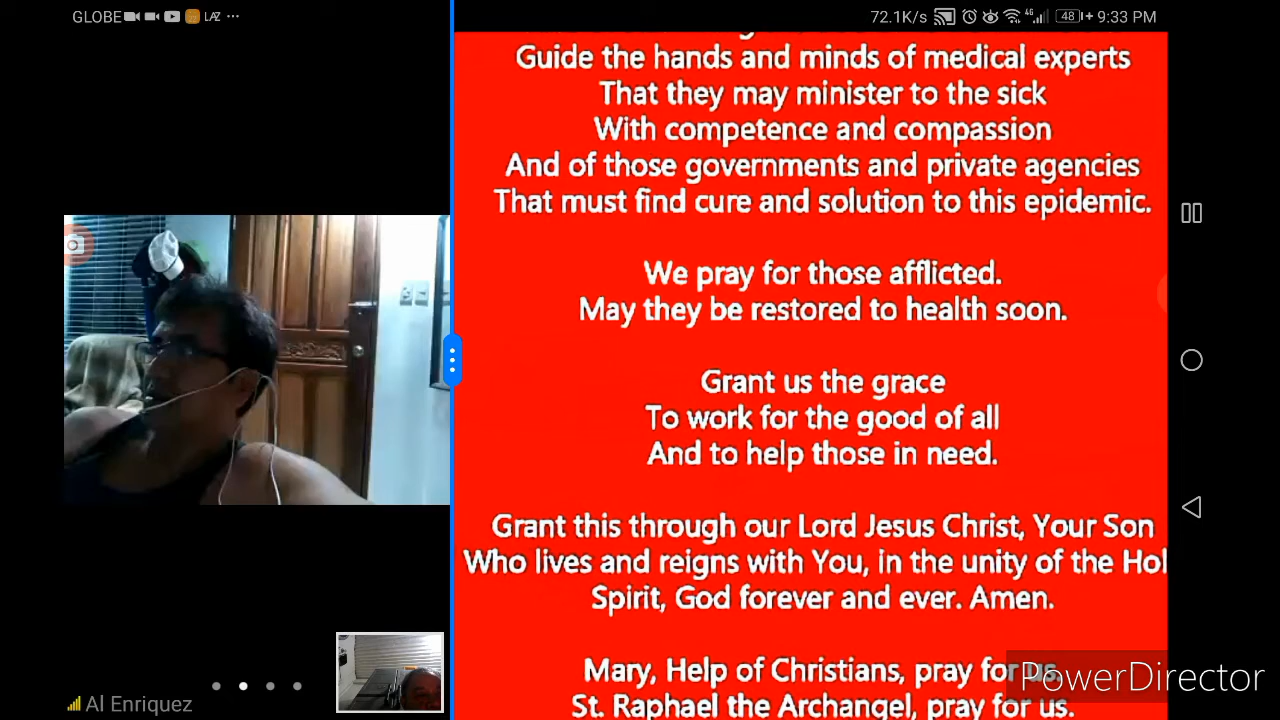 GLOBE LAZ ...
72.1K/s 4G 48 9:33 PM
Guide the hands and minds of medical experts
That they may minister to the sick
With competence and compassion
And of those governments and private agencies
That must find cure and solution to this epidemic.
We pray for those afflicted.
May they be restored to health soon.
Grant us the grace
To work for the good of all
And to help those in need.
Grant this through our Lord Jesus Christ, Your Son
Who lives and reigns with You, in the unity of the Hol
Spirit, God forever and ever. Amen.
Mary, Help of Christians, pray for us.
St. Raphael the Archangel, pray for us.
Al Enriquez
PowerDirector